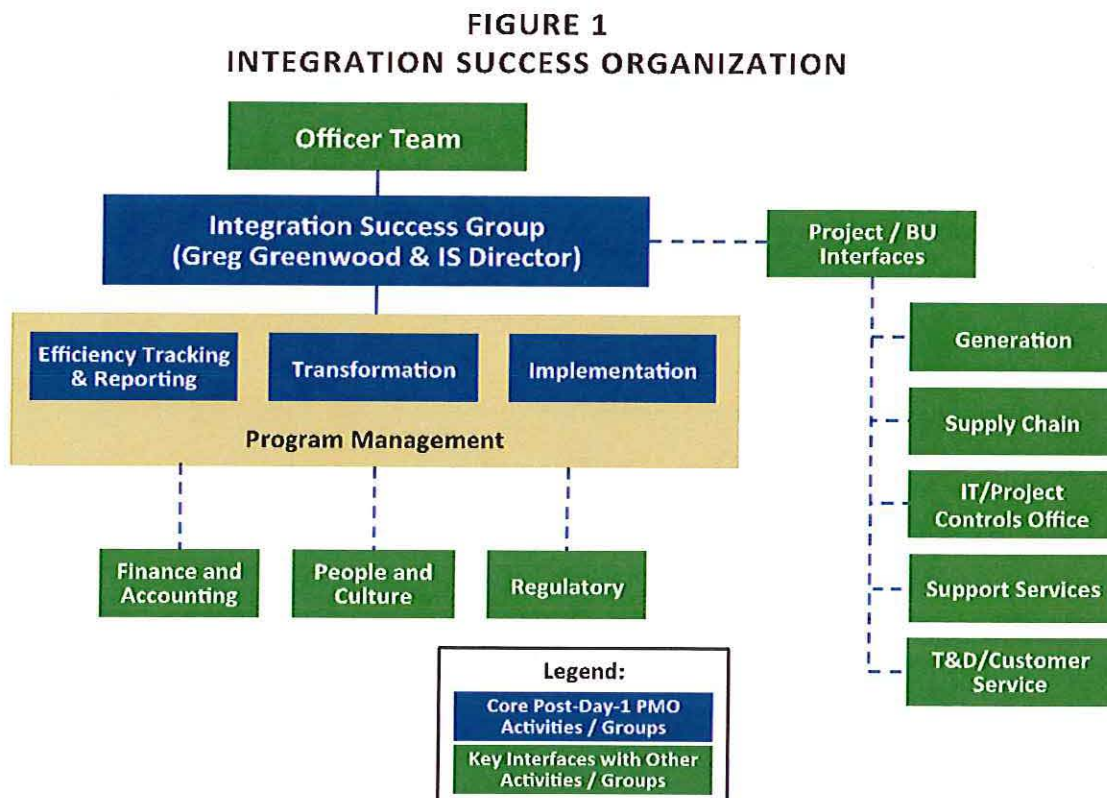 FIGURE 1
INTEGRATION SUCCESS ORGANIZATION
Officer Team
Integration Success Group
(Greg Greenwood & IS Director)
Project / BU
Interfaces
Efficiency Tracking
& Reporting
Transformation
Implementation
Program Management
Generation
Supply Chain
IT/Project
Controls Office
Support Services
T&D/Customer
Service
Finance and
Accounting
People and
Culture
Regulatory
Legend:
Core Post-Day-1 PMO
Activities / Groups
Key Interfaces with Other
Activities / Groups